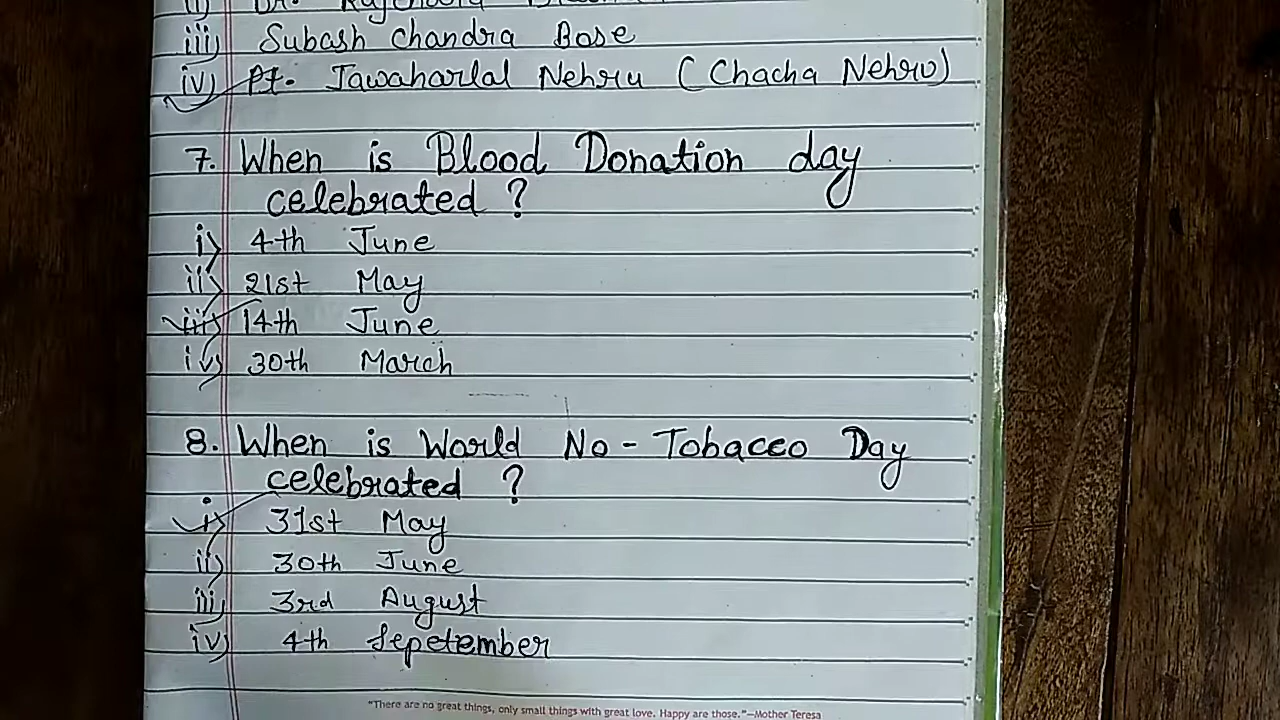 iii) Subash Chandra Bose
iv) Pt. Jawaharlal Nehru (Chacha Nehru)
7. When is Blood Donation day
celebrated ?
i) 4th June
ii) 21st May
iii) 14th June
iv) 30th March
8. When is World No-Tobacco Day
celebrated ?
i) 31st May
ii) 30th June
iii) 3rd August
iv) 4th Sepetember
"There are no great things, only small things with great love. Happy are those."—Mother Teresa